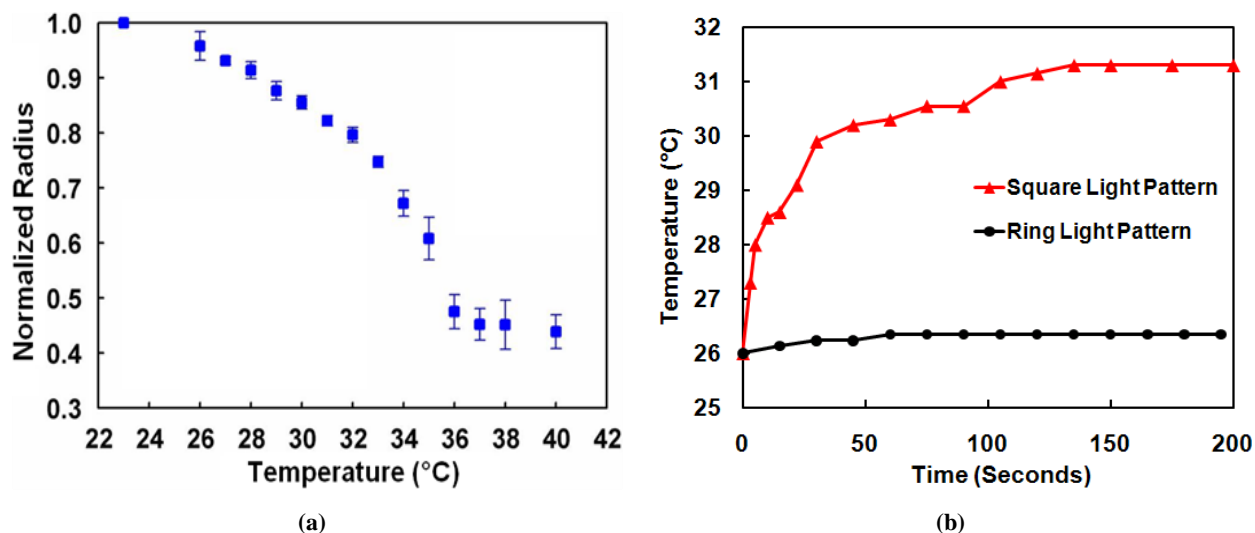 1.0
0.9
0.8
0.7
0.6
0.5
0.4
0.3
Normalized Radius
22 24 26 28 30 32 34 36 38 40 42
Temperature (°C)
(a)
32
31
30
29
28
27
26
25
Temperature (°C)
Square Light Pattern
Ring Light Pattern
0 50 100 150 200
Time (Seconds)
(b)